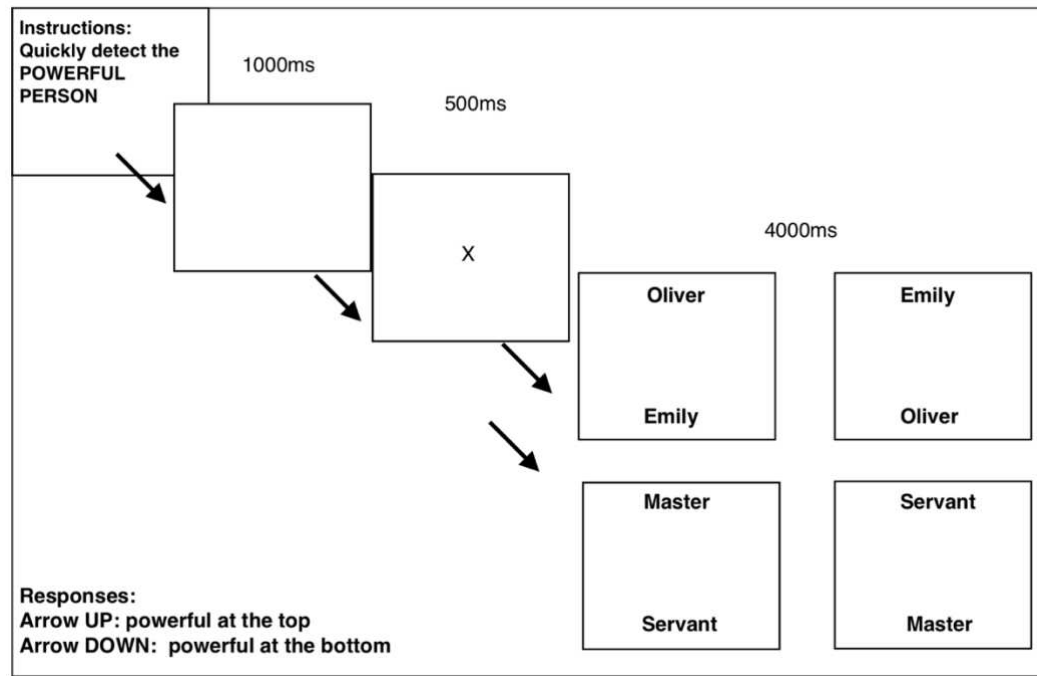 Instructions:
Quickly detect the
POWERFUL
PERSON
1000ms
500ms
X
4000ms
Oliver
Emily
Emily
Oliver
Master
Servant
Servant
Master
Responses:
Arrow UP: powerful at the top
Arrow DOWN:  powerful at the bottom